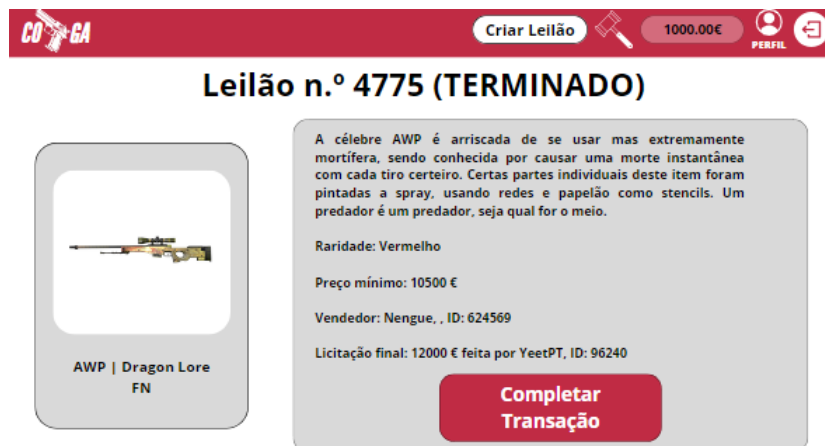 CO GA
Criar Leilão
1000.00€
PERFIL
Leilão n.º 4775 (TERMINADO)
AWP | Dragon Lore
FN
A célebre AWP é arriscada de se usar mas extremamente
mortífera, sendo conhecida por causar uma morte instantânea
com cada tiro certeiro. Certas partes individuais deste item foram
pintadas a spray, usando redes e papelão como stencils. Um
predador é um predador, seja qual for o meio.
Raridade: Vermelho
Preço mínimo: 10500 €
Vendedor: Nengue, , ID: 624569
Licitação final: 12000 € feita por YeetPT, ID: 96240
Completar
Transação